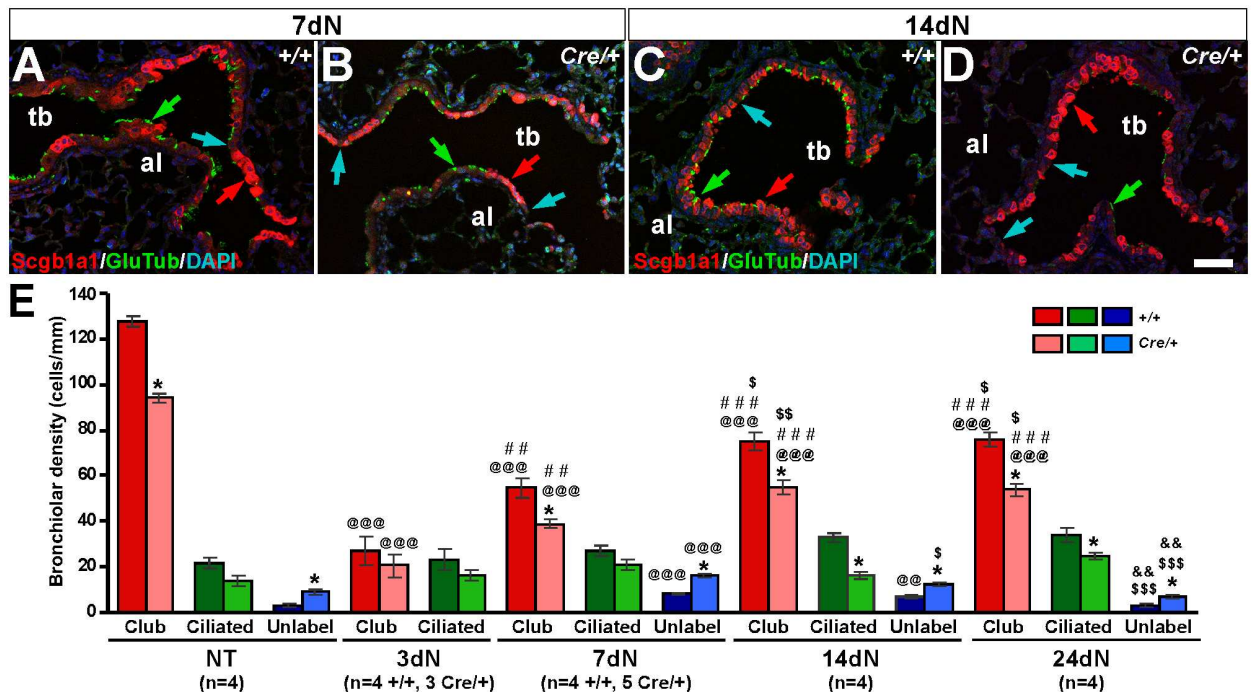 7dN 14dN
A +/+ B Cre/+ C +/+ D Cre/+
tb tb tb al tb
al al al
Scgb1a1/GluTub/DAPI Scgb1a1/GluTub/DAPI
E
140
120
100
80
60
40
20
0
Bronchiolar density (cells/mm)
+/+
Cre/+
*
@@@ @@@
# #
@@@
# #
@@@
*
@@@
@@@
*
$
# # #
@@@
$$
# # #
@@@
*
*
@@
$
*
$
# # #
@@@
$
# # #
@@@
*
*
&&
$$$
&&
$$$
*
Club Ciliated Unlabel Club Ciliated Club Ciliated Unlabel Club Ciliated Unlabel Club Ciliated Unlabel
NT 3dN 7dN 14dN 24dN
(n=4) (n=4 +/+, 3 Cre/+) (n=4 +/+, 5 Cre/+) (n=4) (n=4)